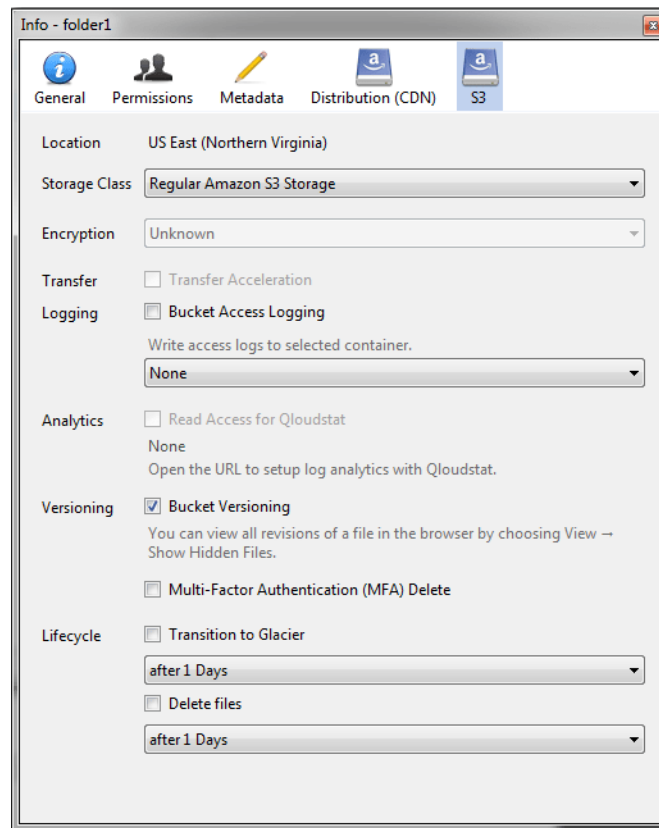 Info - folder1
General Permissions Metadata Distribution (CDN) S3
Location US East (Northern Virginia)
Storage Class Regular Amazon S3 Storage
Encryption Unknown
Transfer Transfer Acceleration
Logging Bucket Access Logging
Write access logs to selected container.
None
Analytics Read Access for Qloudstat
None
Open the URL to setup log analytics with Qloudstat.
Versioning Bucket Versioning
You can view all revisions of a file in the browser by choosing View →
Show Hidden Files.
Multi-Factor Authentication (MFA) Delete
Lifecycle Transition to Glacier
after 1 Days
Delete files
after 1 Days